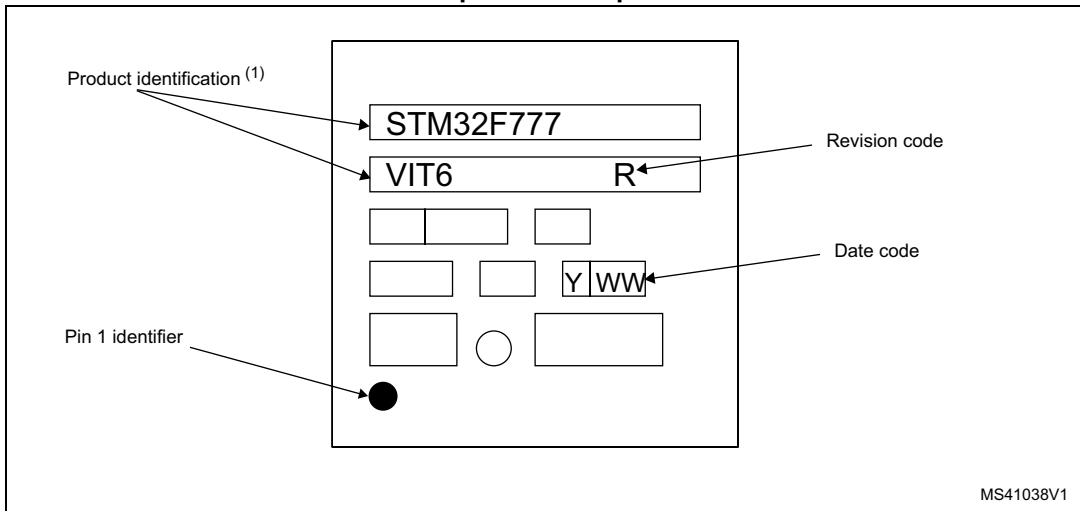 Product identification (1)
STM32F777
Revision code
VIT6 R
Date code
Y WW
Pin 1 identifier
MS41038V1